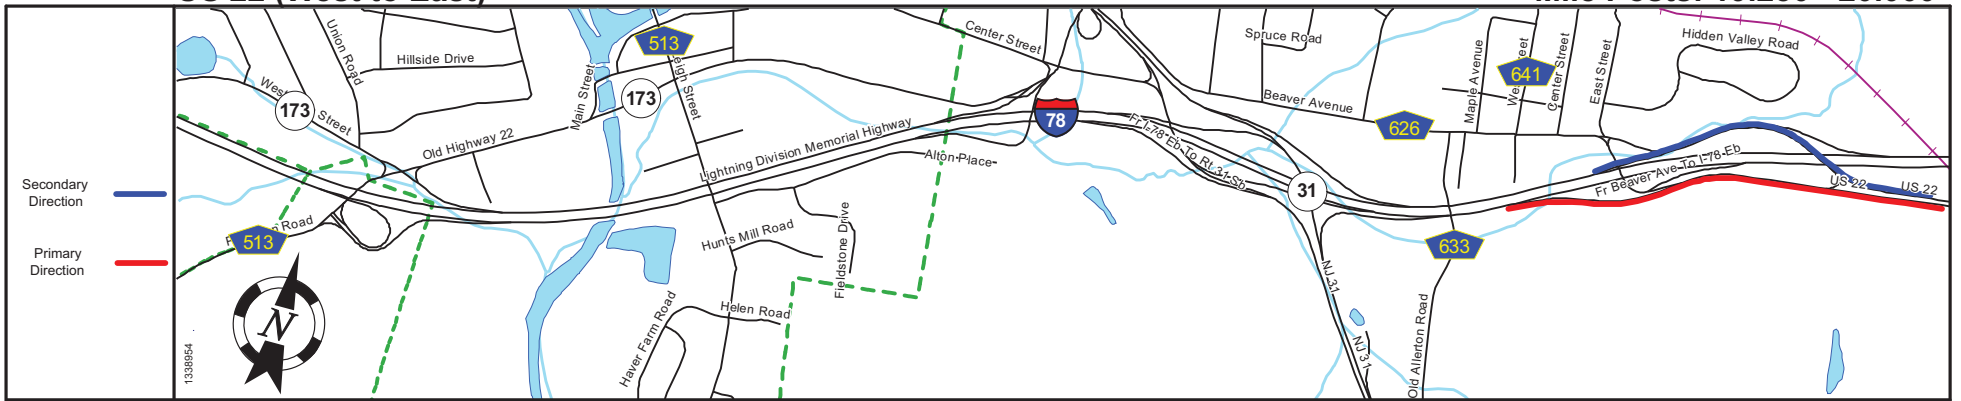 Secondary
Direction
Primary
Direction
Union Road
Hillside Drive
173
Street
Old Highway 22
Main Street
513
173
Street
Lightning Division Memorial Highway
Alton Place
Center Street
78
Fr I-78 Eb To Rt 31 Sb
Spruce Road
Beaver Avenue
626
Maple Avenue
641
Center Street
East Street
Hidden Valley Road
Fr Beaver Ave To I-78 Eb
US 22
US 22
31
633
513
Road
Hunts Mill Road
Fieldstone Drive
Helen Road
Haver Farm Road
NJ 31
NJ 31
Old Allerton Road
N
1338954